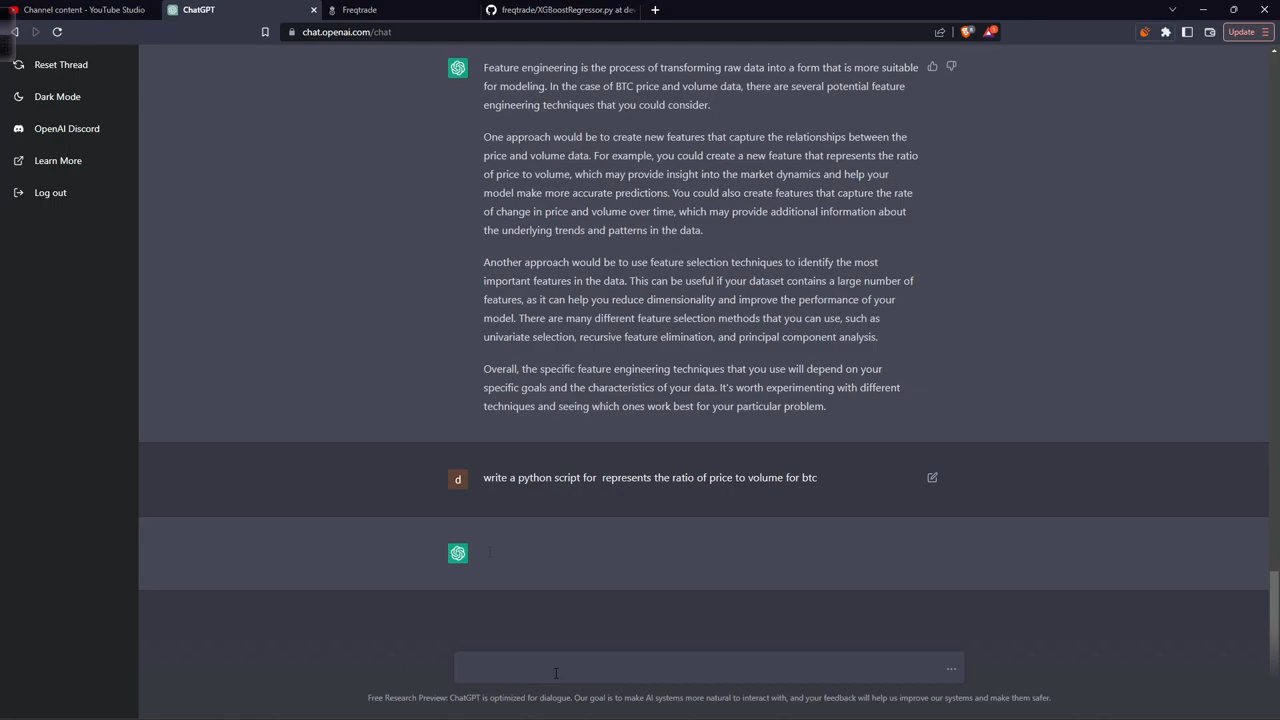 Channel content - YouTube Studio
ChatGPT
Freqtrade
freqtrade/XGBoostRegressor.py at de
chat.openai.com/chat
Update
Reset Thread
Dark Mode
OpenAI Discord
Learn More
Log out
Feature engineering is the process of transforming raw data into a form that is more suitable
for modeling. In the case of BTC price and volume data, there are several potential feature
engineering techniques that you could consider.
One approach would be to create new features that capture the relationships between the
price and volume data. For example, you could create a new feature that represents the ratio
of price to volume, which may provide insight into the market dynamics and help your
model make more accurate predictions. You could also create features that capture the rate
of change in price and volume over time, which may provide additional information about
the underlying trends and patterns in the data.
Another approach would be to use feature selection techniques to identify the most
important features in the data. This can be useful if your dataset contains a large number of
features, as it can help you reduce dimensionality and improve the performance of your
model. There are many different feature selection methods that you can use, such as
univariate selection, recursive feature elimination, and principal component analysis.
Overall, the specific feature engineering techniques that you use will depend on your
specific goals and the characteristics of your data. It's worth experimenting with different
techniques and seeing which ones work best for your particular problem.
d
write a python script for  represents the ratio of price to volume for btc
Free Research Preview: ChatGPT is optimized for dialogue. Our goal is to make AI systems more natural to interact with, and your feedback will help us improve our systems and make them safer.